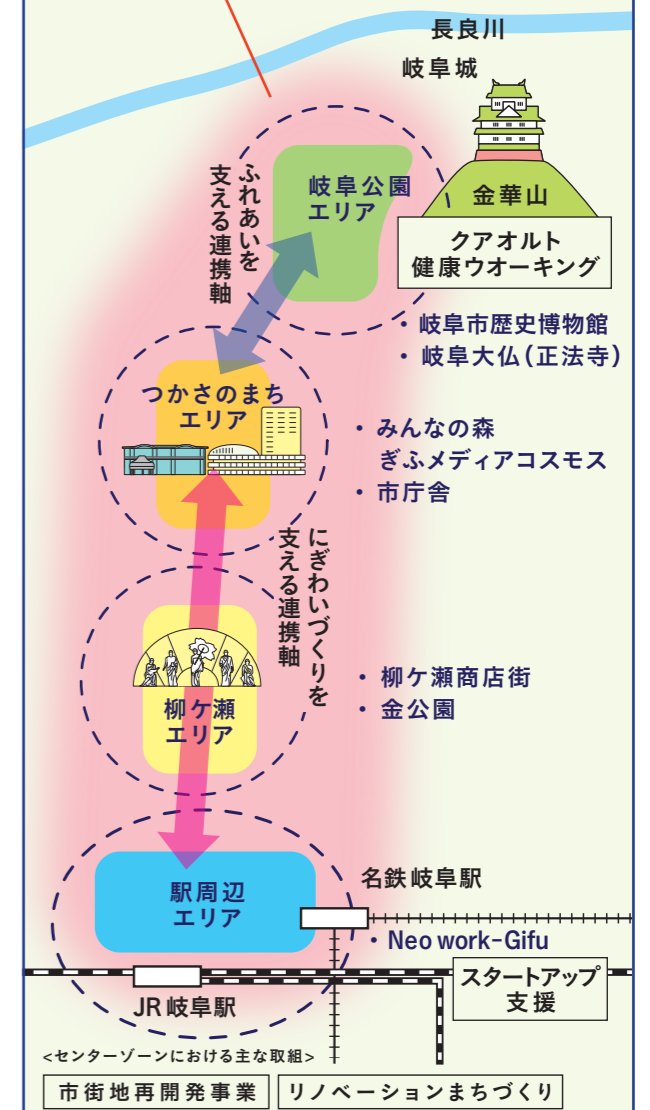 長良川
岐阜城
金華山
クアオルト
健康ウオーキング
岐阜公園
エリア
ふれあいを
支える連携軸
・岐阜市歴史博物館
・岐阜大仏(正法寺)
つかさのまち
エリア
・みんなの森
ぎふメディアコスモス
・市庁舎
にぎわいづくりを
支える連携軸
柳ケ瀬
エリア
・柳ケ瀬商店街
・金公園
駅周辺
エリア
名鉄岐阜駅
・Neo work-Gifu
JR岐阜駅
スタートアップ
支援
<センターゾーンにおける主な取組>
市街地再開発事業
リノベーションまちづくり